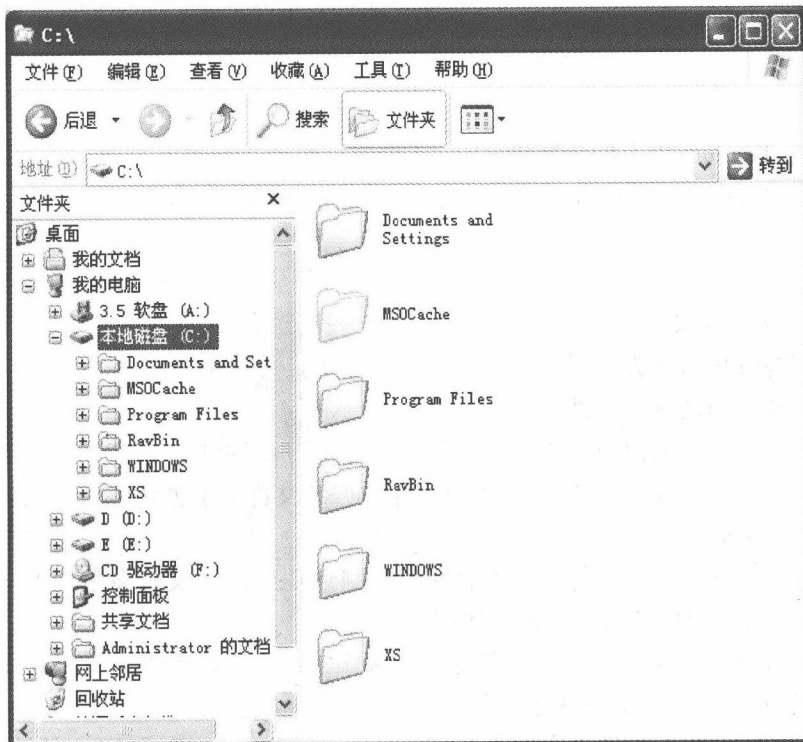 C:\
文件(F) 编辑(E) 查看(V) 收藏(A) 工具(T) 帮助(H)
后退 搜索 文件夹
地址(D) C:\ 转到
文件夹 ×
桌面
我的文档
我的电脑
3.5 软盘 (A:)
本地磁盘 (C:)
Documents and Set
MSOCache
Program Files
RavBin
WINDOWS
XS
D (D:)
E (E:)
CD 驱动器 (F:)
控制面板
共享文档
Administrator 的文档
网上邻居
回收站
Documents and
Settings
MSOCache
Program Files
RavBin
WINDOWS
XS